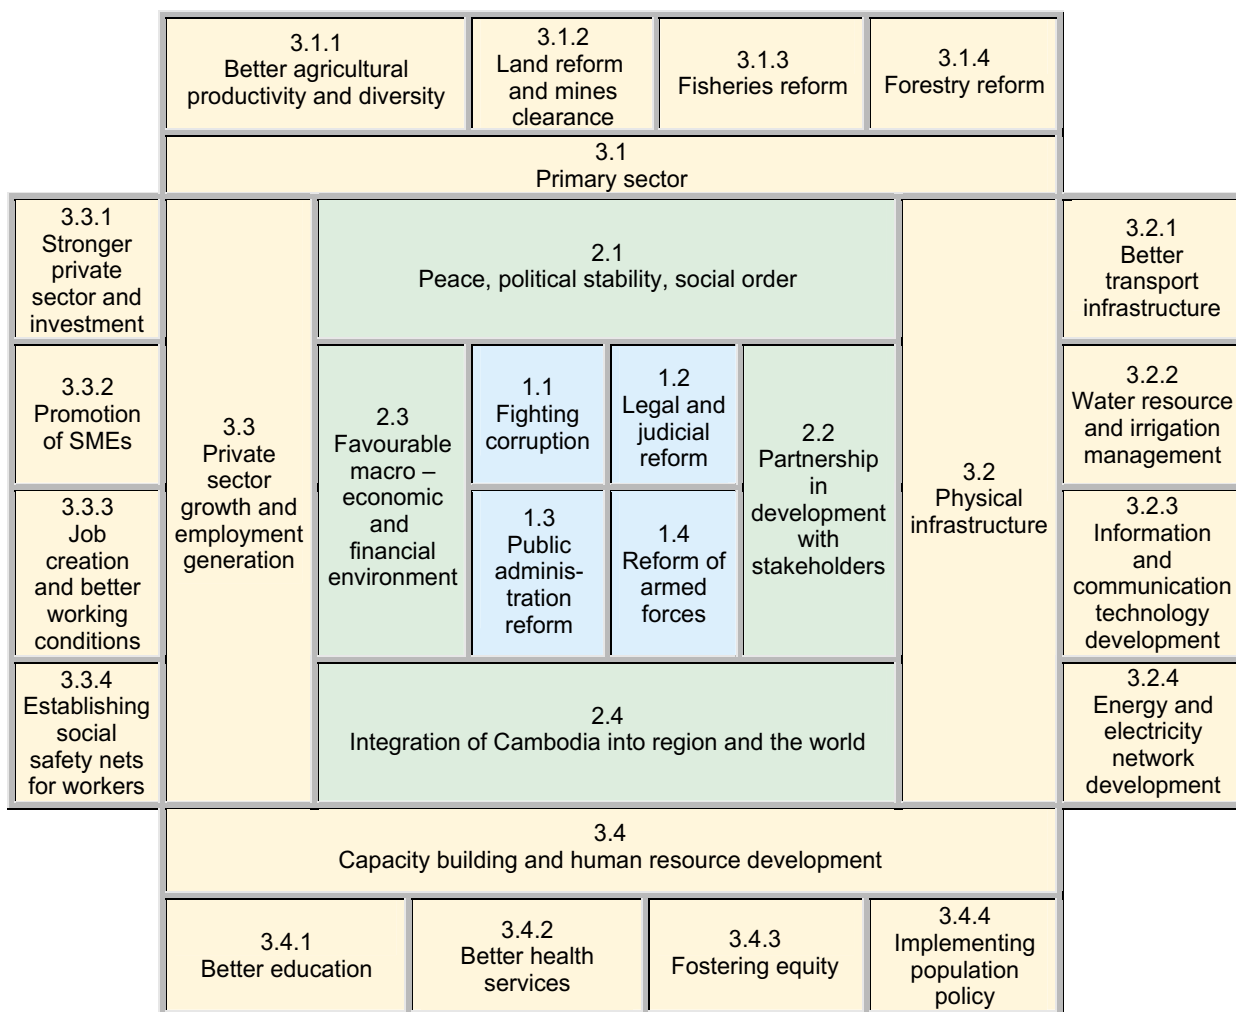 3.1.1
Better agricultural
productivity and diversity
3.1.2
Land reform
and mines
clearance
3.1.3
Fisheries reform
3.1.4
Forestry reform
3.1
Primary sector
3.3.1
Stronger
private
sector and
investment
3.3.2
Promotion
of SMEs
3.3.3
Job
creation
and better
working
conditions
3.3.4
Establishing
social
safety nets
for workers
3.3
Private
sector
growth and
employment
generation
2.1
Peace, political stability, social order
2.3
Favourable
macro –
economic
and
financial
environment
1.1
Fighting
corruption
1.2
Legal and
judicial
reform
1.3
Public
adminis-
tration
reform
1.4
Reform of
armed
forces
2.2
Partnership
in
development
with
stakeholders
2.4
Integration of Cambodia into region and the world
3.2
Physical
infrastructure
3.2.1
Better
transport
infrastructure
3.2.2
Water resource
and irrigation
management
3.2.3
Information
and
communication
technology
development
3.2.4
Energy and
electricity
network
development
3.4
Capacity building and human resource development
3.4.1
Better education
3.4.2
Better health
services
3.4.3
Fostering equity
3.4.4
Implementing
population
policy